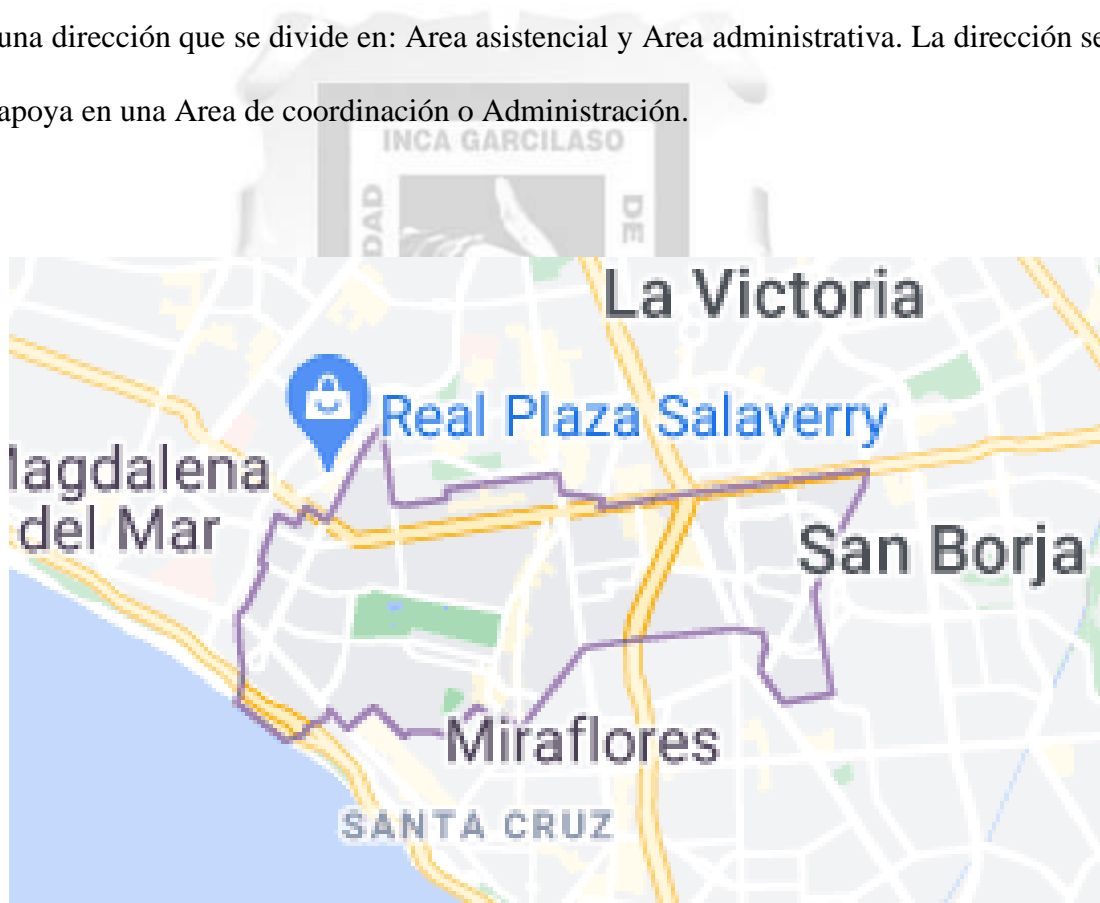 una dirección que se divide en: Area asistencial y Area administrativa. La dirección se
apoya en una Area de coordinación o Administración.
INCA GARCILASO
DAD
DE
La Victoria
Real Plaza Salaverry
lagdalena
del Mar
San Borja
Miraflores
SANTA CRUZ